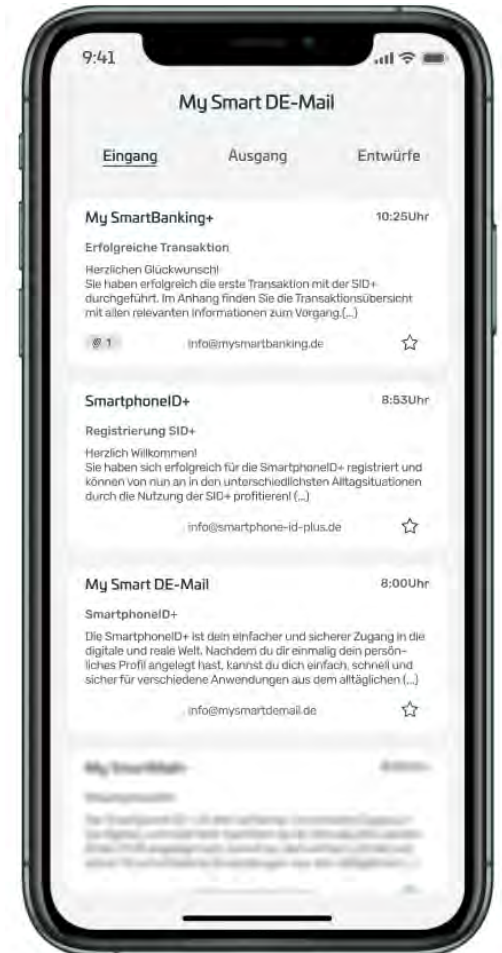 9:41
My Smart DE-Mail
Eingang Ausgang Entwürfe
My SmartBanking+ 10:25Uhr
Erfolgreiche Transaktion
Herzlichen Glückwunsch!
Sie haben erfolgreich die erste Transaktion mit der SID+
durchgeführt. Im Anhang finden Sie die Transaktionsübersicht
mit allen relevanten Informationen zum Vorgang.(...)
1 info@mysmartbanking.de
SmartphoneID+ 8:53Uhr
Registrierung SID+
Herzlich Willkommen!
Sie haben sich erfolgreich für die SmartphoneID+ registriert und
können von nun an in den unterschiedlichsten Alltagsituationen
durch die Nutzung der SID+ profitieren! (...)
info@smartphone-id-plus.de
My Smart DE-Mail 8:00Uhr
SmartphoneID+
Die SmartphoneID+ ist dein einfacher und sicherer Zugang in die
digitale und reale Welt. Nachdem du dir einmalig dein persön-
liches Profil angelegt hast, kannst du dich einfach, schnell und
sicher für verschiedene Anwendungen aus dem alltäglichen (...)
info@mysmartdemail.de